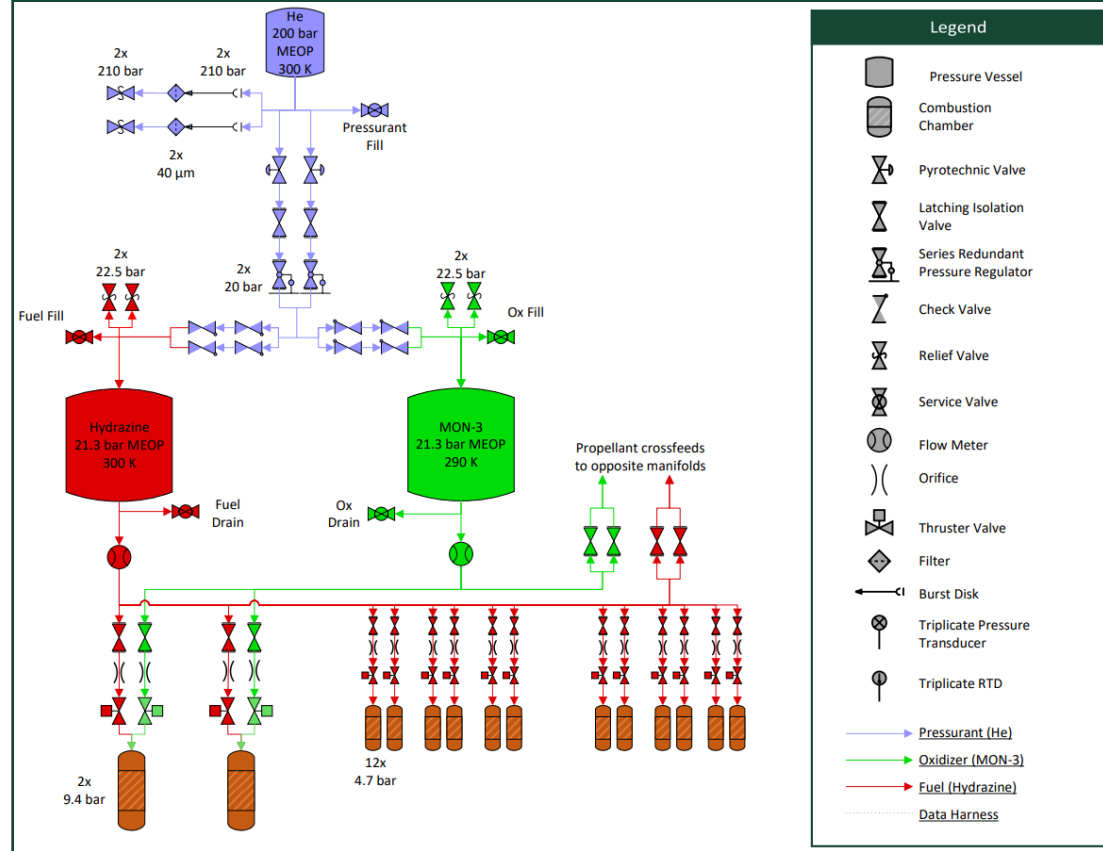 He
200 bar
MEOP
300 K
2x
210 bar
2x
210 bar
2x
40 μm
Pressurant
Fill
2x
22.5 bar
2x
20 bar
2x
22.5 bar
Fuel Fill
Ox Fill
Hydrazine
21.3 bar MEOP
300 K
MON-3
21.3 bar MEOP
290 K
Propellant crossfeeds
to opposite manifolds
Fuel
Drain
Ox
Drain
2x
9.4 bar
12x
4.7 bar
Legend
Pressure Vessel
Combustion
Chamber
Pyrotechnic Valve
Latching Isolation
Valve
Series Redundant
Pressure Regulator
Check Valve
Relief Valve
Service Valve
Flow Meter
Orifice
Thruster Valve
Filter
Burst Disk
Triplicate Pressure
Transducer
Triplicate RTD
Pressurant (He)
Oxidizer (MON-3)
Fuel (Hydrazine)
Data Harness